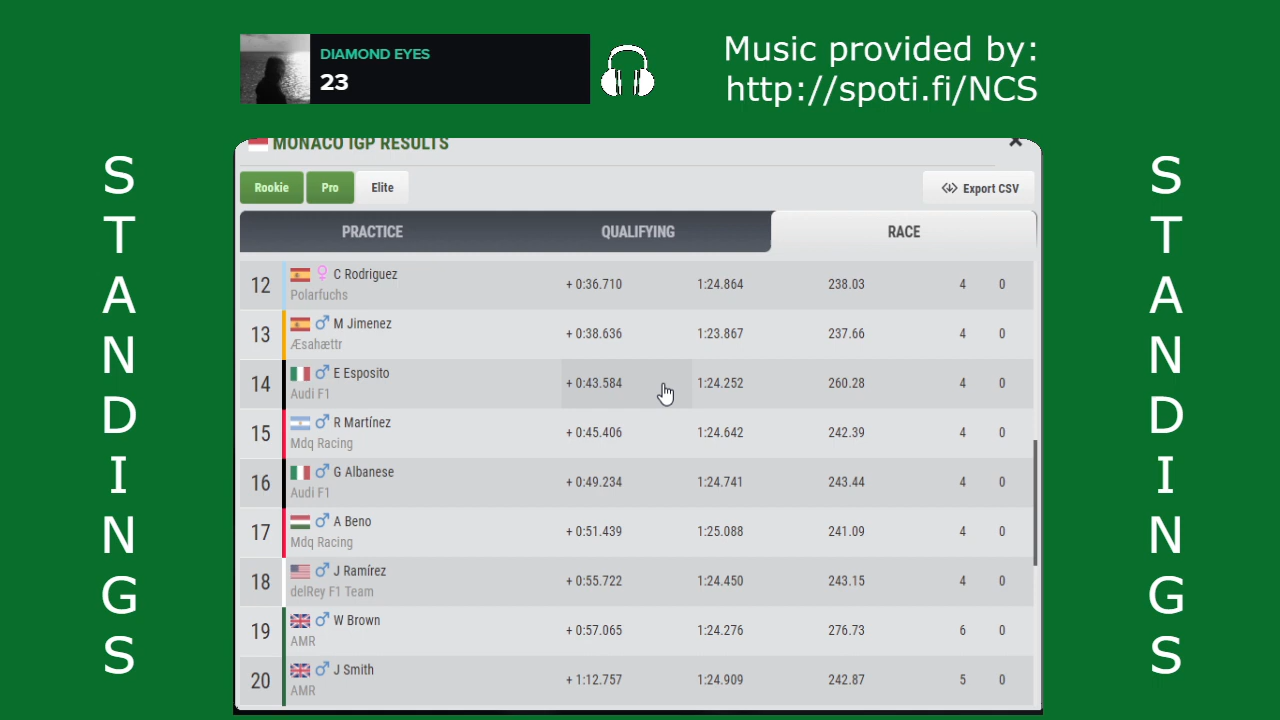 DIAMOND EYES
23
Music provided by:
http://spoti.fi/NCS
STANDINGS
MONACO IGP RESULTS
Rookie Pro Elite Export CSV
PRACTICE QUALIFYING RACE
12 C Rodriguez Polarfuchs + 0:36.710 1:24.864 238.03 4 0
13 M Jimenez Æsahættr + 0:38.636 1:23.867 237.66 4 0
14 E Esposito Audi F1 + 0:43.584 1:24.252 260.28 4 0
15 R Martínez Mdq Racing + 0:45.406 1:24.642 242.39 4 0
16 G Albanese Audi F1 + 0:49.234 1:24.741 243.44 4 0
17 A Beno Mdq Racing + 0:51.439 1:25.088 241.09 4 0
18 J Ramírez delRey F1 Team + 0:55.722 1:24.450 243.15 4 0
19 W Brown AMR + 0:57.065 1:24.276 276.73 6 0
20 J Smith AMR + 1:12.757 1:24.909 242.87 5 0
STANDINGS